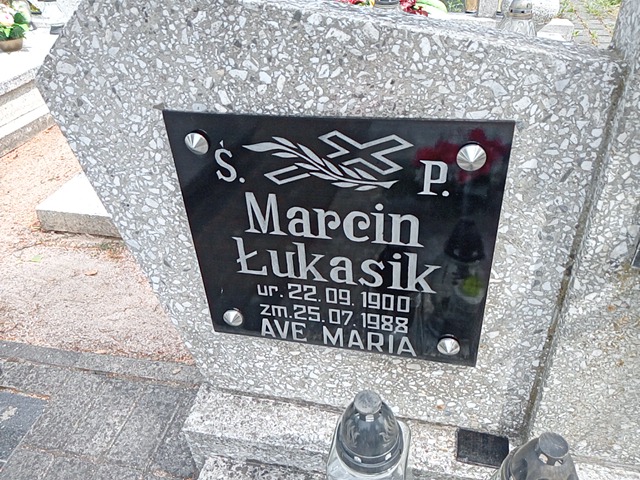 Ś. P.
Marcin
Łukasik
ur. 22.09.1900
zm. 25.07.1988
AVE MARIA